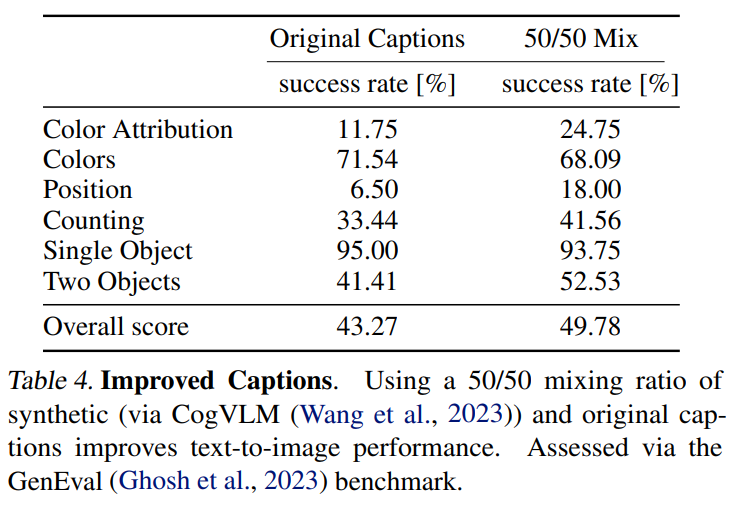 Original Captions 50/50 Mix
success rate [%] success rate [%]
Color Attribution 11.75 24.75
Colors 71.54 68.09
Position 6.50 18.00
Counting 33.44 41.56
Single Object 95.00 93.75
Two Objects 41.41 52.53
Overall score 43.27 49.78
Table 4. Improved Captions. Using a 50/50 mixing ratio of
synthetic (via CogVLM (Wang et al., 2023)) and original cap-
tions improves text-to-image performance. Assessed via the
GenEval (Ghosh et al., 2023) benchmark.